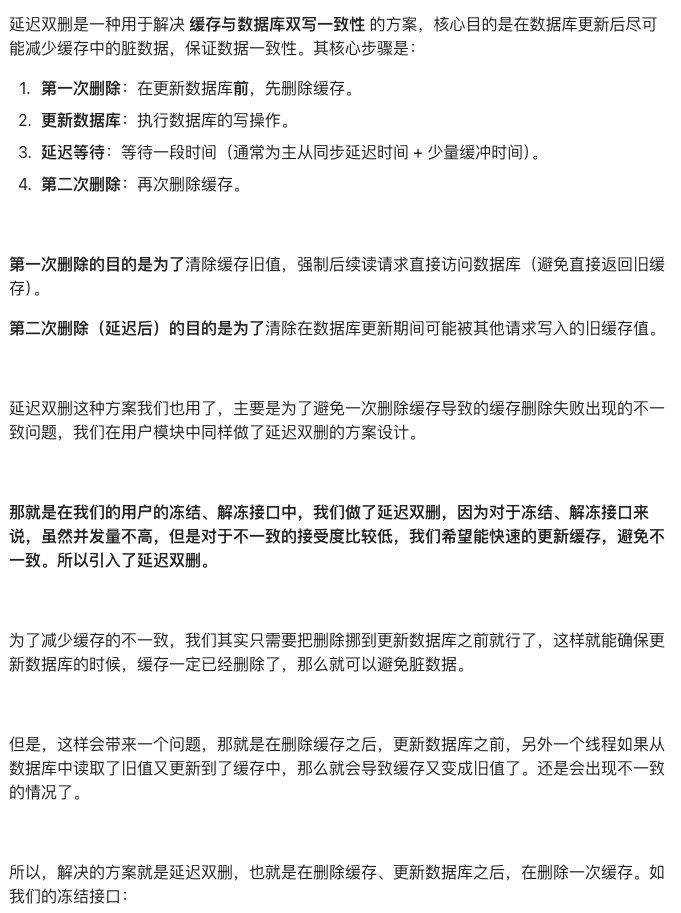 延迟双删是一种用于解决 缓存与数据库双写一致性 的方案，核心目的是在数据库更新后尽可
能减少缓存中的脏数据，保证数据一致性。其核心步骤是：
1. 第一次删除：在更新数据库前，先删除缓存。
2. 更新数据库：执行数据库的写操作。
3. 延迟等待：等待一段时间（通常为主从同步延迟时间 + 少量缓冲时间）。
4. 第二次删除：再次删除缓存。
第一次删除的目的是为了清除缓存旧值，强制后续读请求直接访问数据库（避免直接返回旧缓
存）。
第二次删除（延迟后）的目的是为了清除在数据库更新期间可能被其他请求写入的旧缓存值。
延迟双删这种方案我们也用了，主要是为了避免一次删除缓存导致的缓存删除失败出现的不一
致问题，我们在用户模块中同样做了延迟双删的方案设计。
那就是在我们的用户的冻结、解冻接口中，我们做了延迟双删，因为对于冻结、解冻接口来
说，虽然并发量不高，但是对于不一致的接受度比较低，我们希望能快速的更新缓存，避免不
一致。所以引入了延迟双删。
为了减少缓存的不一致，我们其实只需要把删除挪到更新数据库之前就行了，这样就能确保更
新数据库的时候，缓存一定已经删除了，那么就可以避免脏数据。
但是，这样会带来一个问题，那就是在删除缓存之后，更新数据库之前，另外一个线程如果从
数据库中读取了旧值又更新到了缓存中，那么就会导致缓存又变成旧值了。还是会出现不一致
的情况了。
所以，解决的方案就是延迟双删，也就是在删除缓存、更新数据库之后，在删除一次缓存。如
我们的冻结接口：